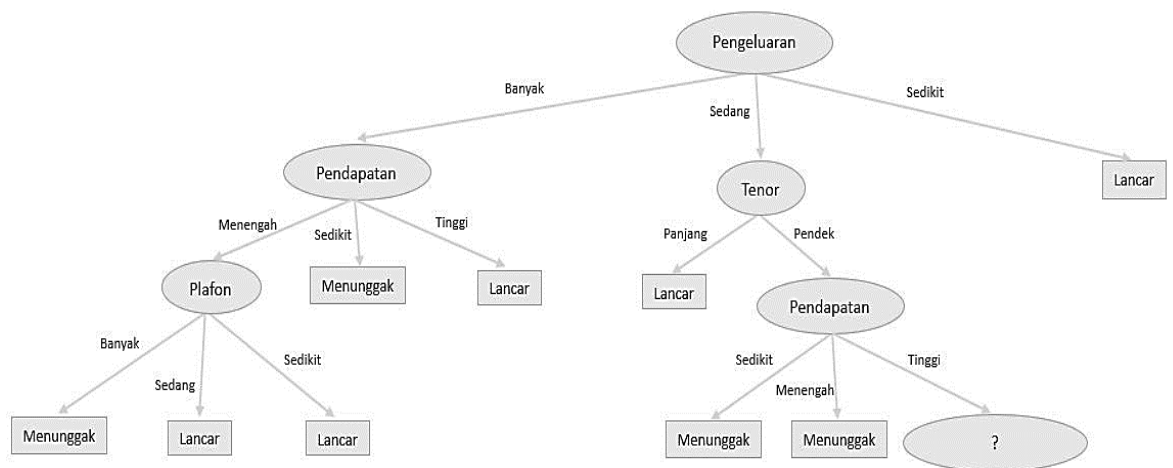 Pengeluaran
Banyak
Sedang
Sedikit
Pendapatan
Tenor
Lancar
Menengah
Sedikit
Tinggi
Panjang
Pendek
Plafon
Menunggak
Lancar
Lancar
Pendapatan
Banyak
Sedang
Sedikit
Sedikit
Menengah
Tinggi
Menunggak
Lancar
Lancar
Menunggak
Menunggak
?